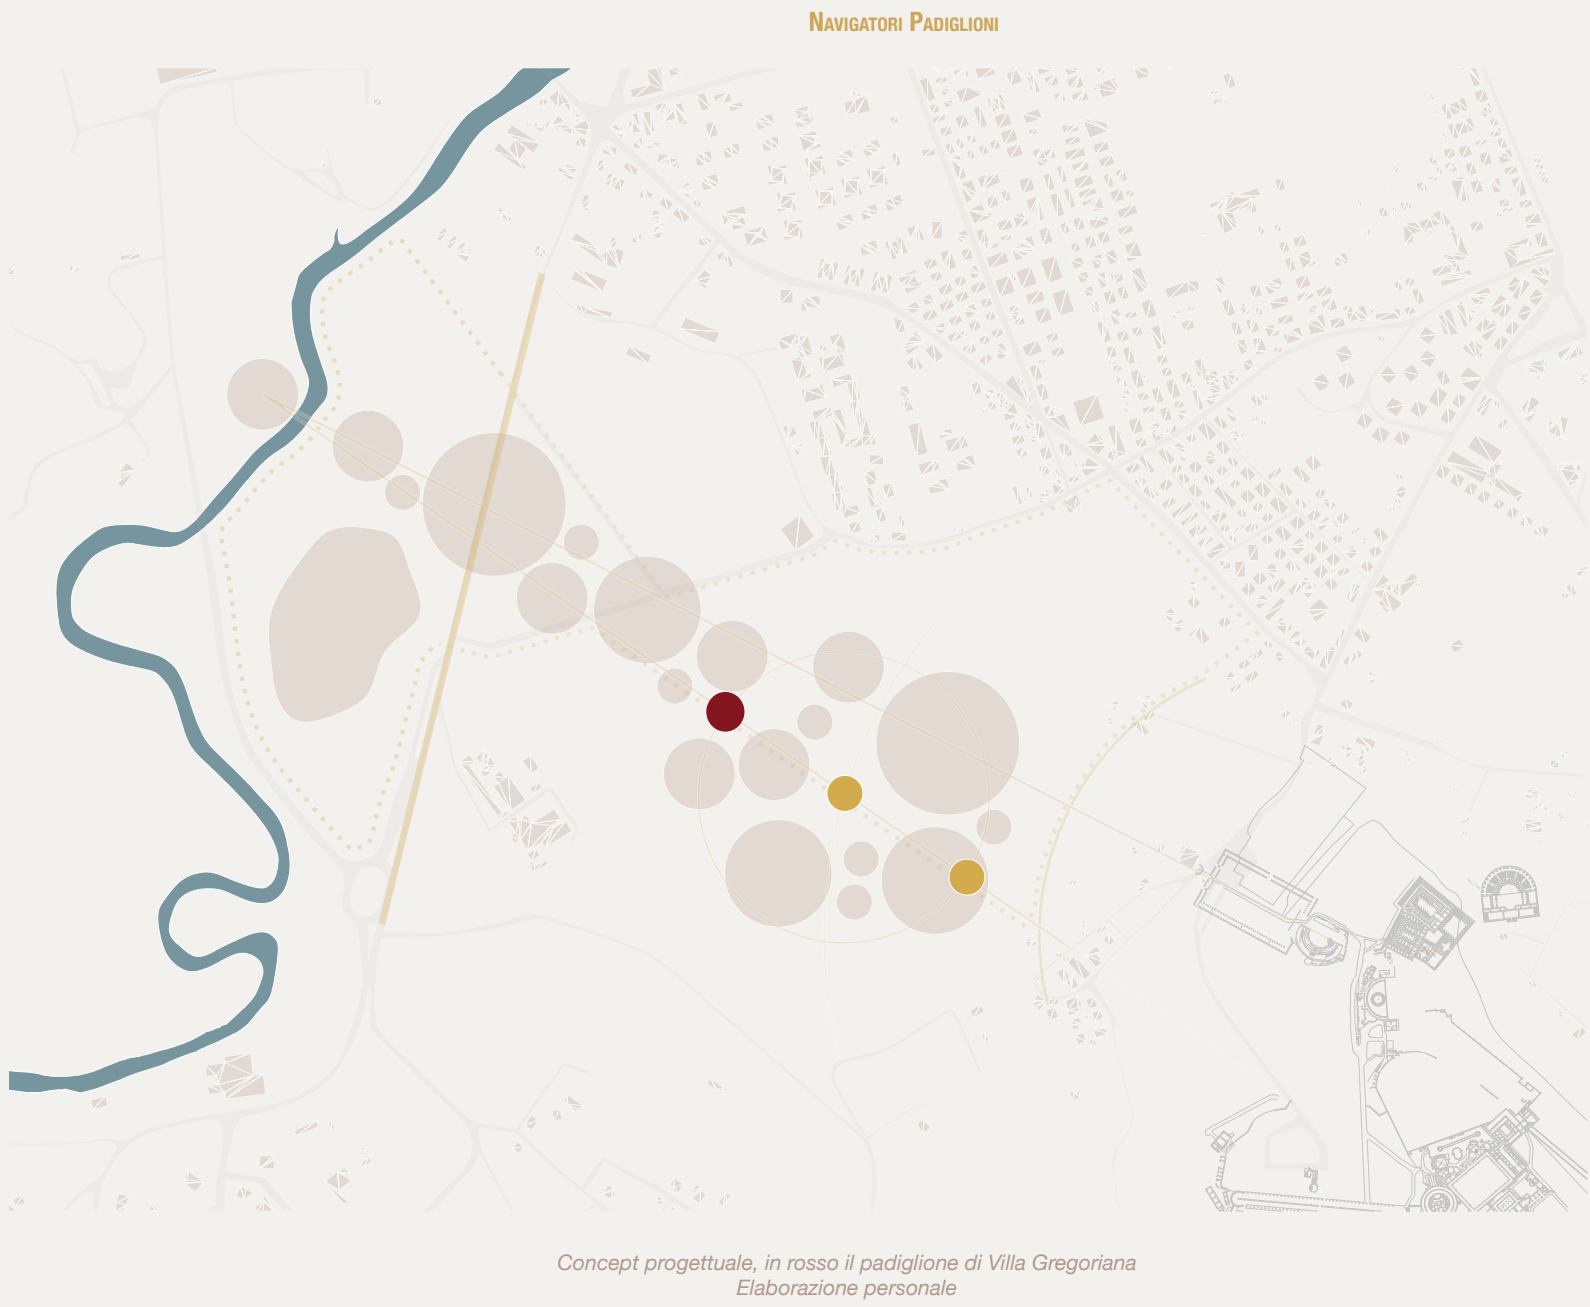 Navigatori Padiglioni
Concept progettuale, in rosso il padiglione di Villa Gregoriana
Elaborazione personale